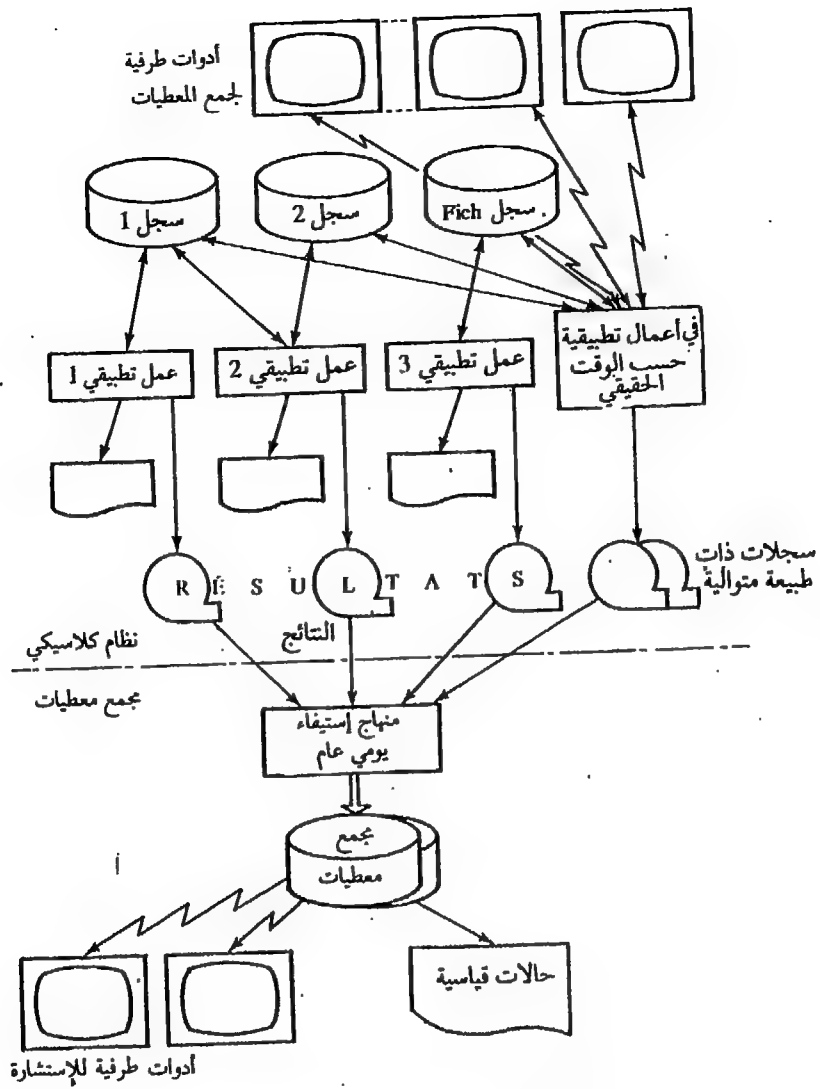 أدوات طرفية
لجمع المعطيات
سجل 1
سجل 2
سجل Fich
عمل تطبيقي 1
عمل تطبيقي 2
عمل تطبيقي 3
في أعمال تطبيقية
حسب الوقت
الحقيقي
R E S U L T A T S
سجلات ذات
طبيعة متوالية
النتائج
نظام كلاسيكي
مجمع معطيات
منهاج إستيفاء
يومي عام
مجمع
معطيات
أ
حالات قياسية
أدوات طرفية للإستشارة